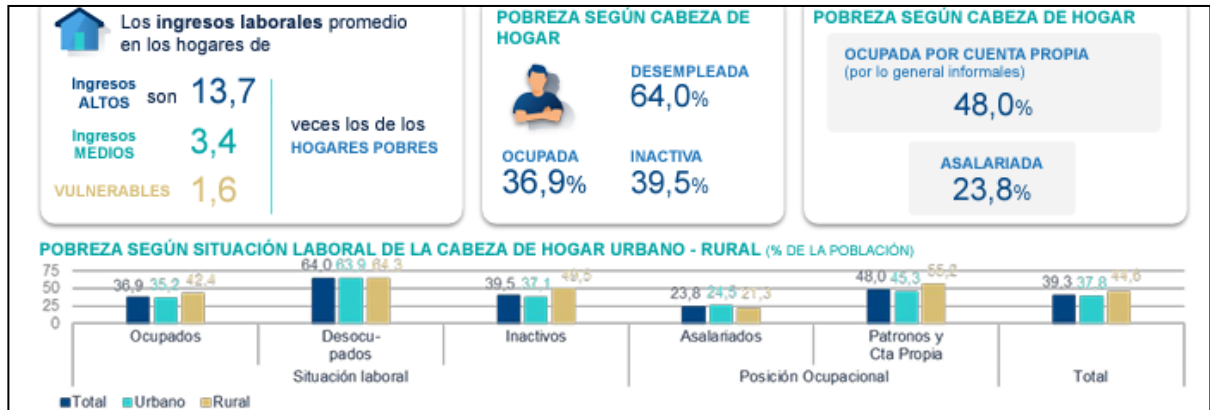 Los ingresos laborales promedio
en los hogares de
Ingresos
ALTOS son 13,7
Ingresos
MEDIOS 3,4
VULNERABLES 1,6
veces los de los
HOGARES POBRES
POBREZA SEGÚN CABEZA DE
HOGAR
DESEMPLEADA
64,0%
OCUPADA
36,9%
INACTIVA
39,5%
POBREZA SEGÚN CABEZA DE HOGAR
OCUPADA POR CUENTA PROPIA
(por lo general informales)
48,0%
ASALARIADA
23,8%
POBREZA SEGÚN SITUACIÓN LABORAL DE LA CABEZA DE HOGAR URBANO - RURAL (% DE LA POBLACIÓN)
75
50
25
0
36,9 35,2 42,4
64,0 63,9 64,3
39,5 37,1 49,5
23,8 24,5 21,3
48,0 45,3 55,2
39,3 37,8 44,6
Ocupados
Desocu-
pados
Inactivos
Asalariados
Patronos y
Cta Propia
Situación laboral
Posición Ocupacional
Total
Total Urbano Rural